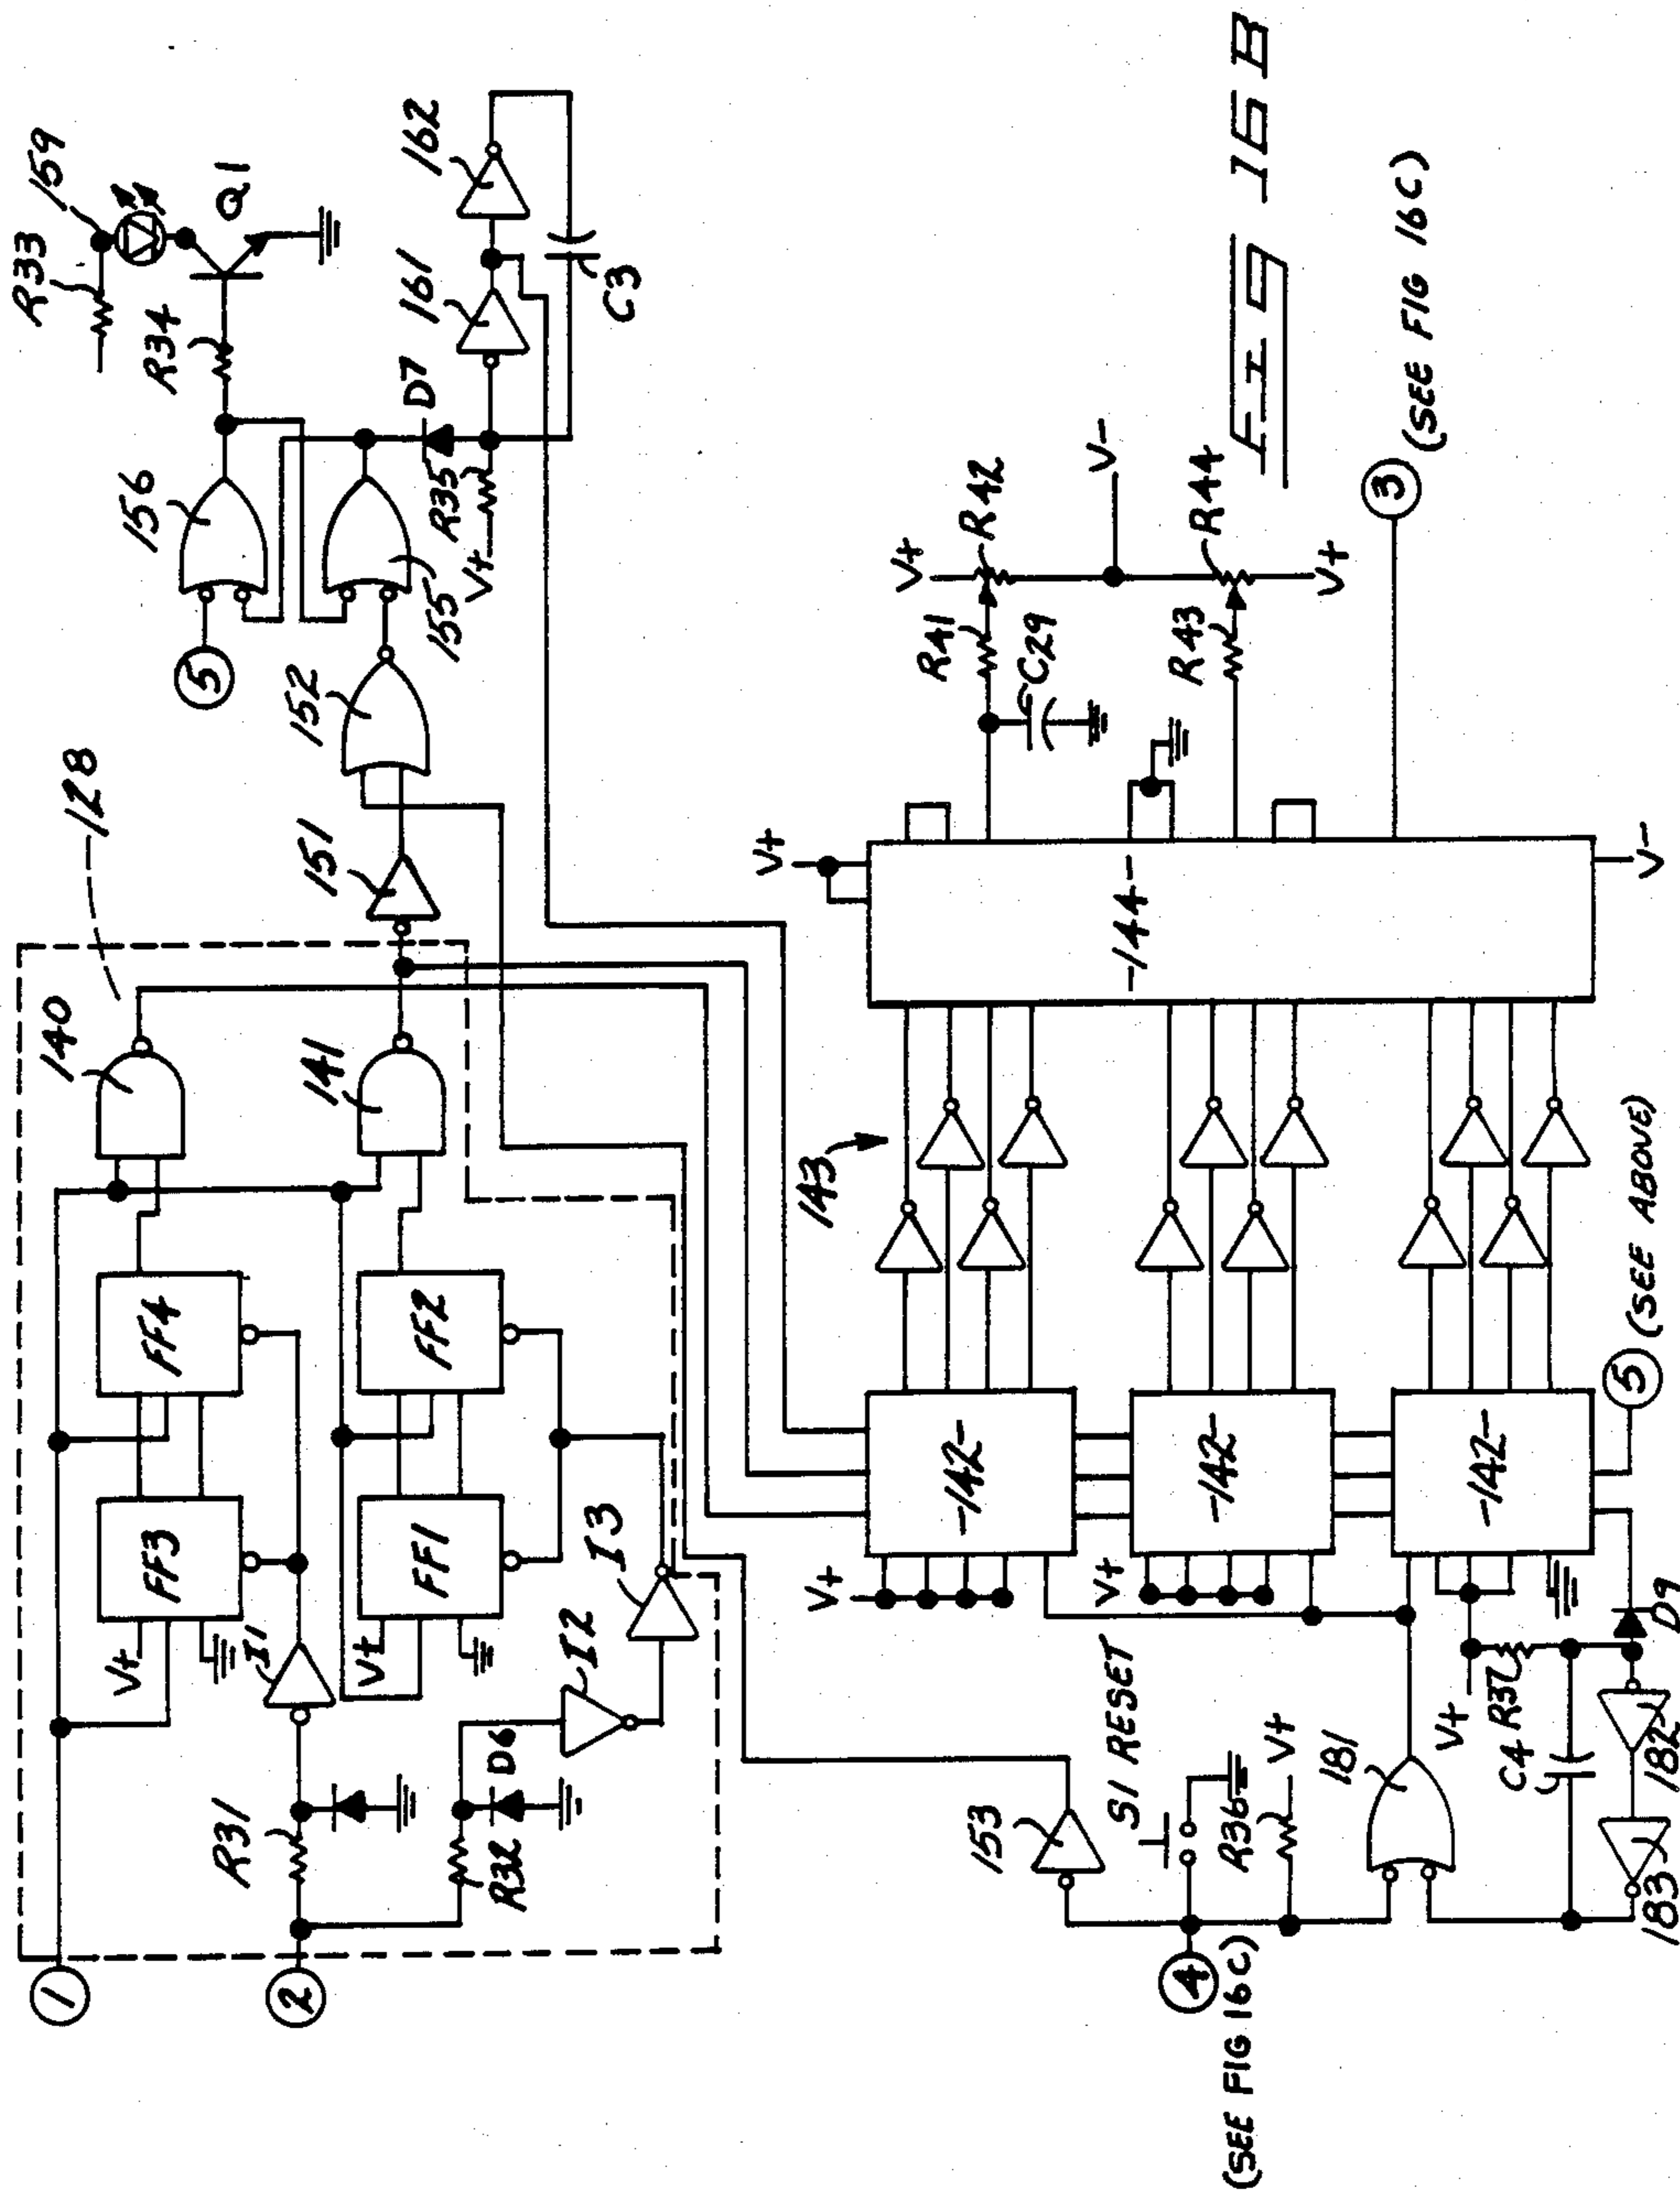 R33
159
Q1
R34
156
5
155
152
128
140
151
141
FF4
FF3
FF2
FF1
V+
V+
I1
I2
I3
1
2
R31
R32
D6
D7
R35
V+
161
162
C3
143
-142-
-142-
-142-
-144-
V+
V+
V+
V-
V+
V-
V+
R41
R42
C29
R43
R44
3 (SEE FIG 16C)
FIG 16B
153
S1 RESET
R36
V+
4
(SEE FIG 16C)
181
V+
R37
C4
D9
182
183
5 (SEE ABOVE)